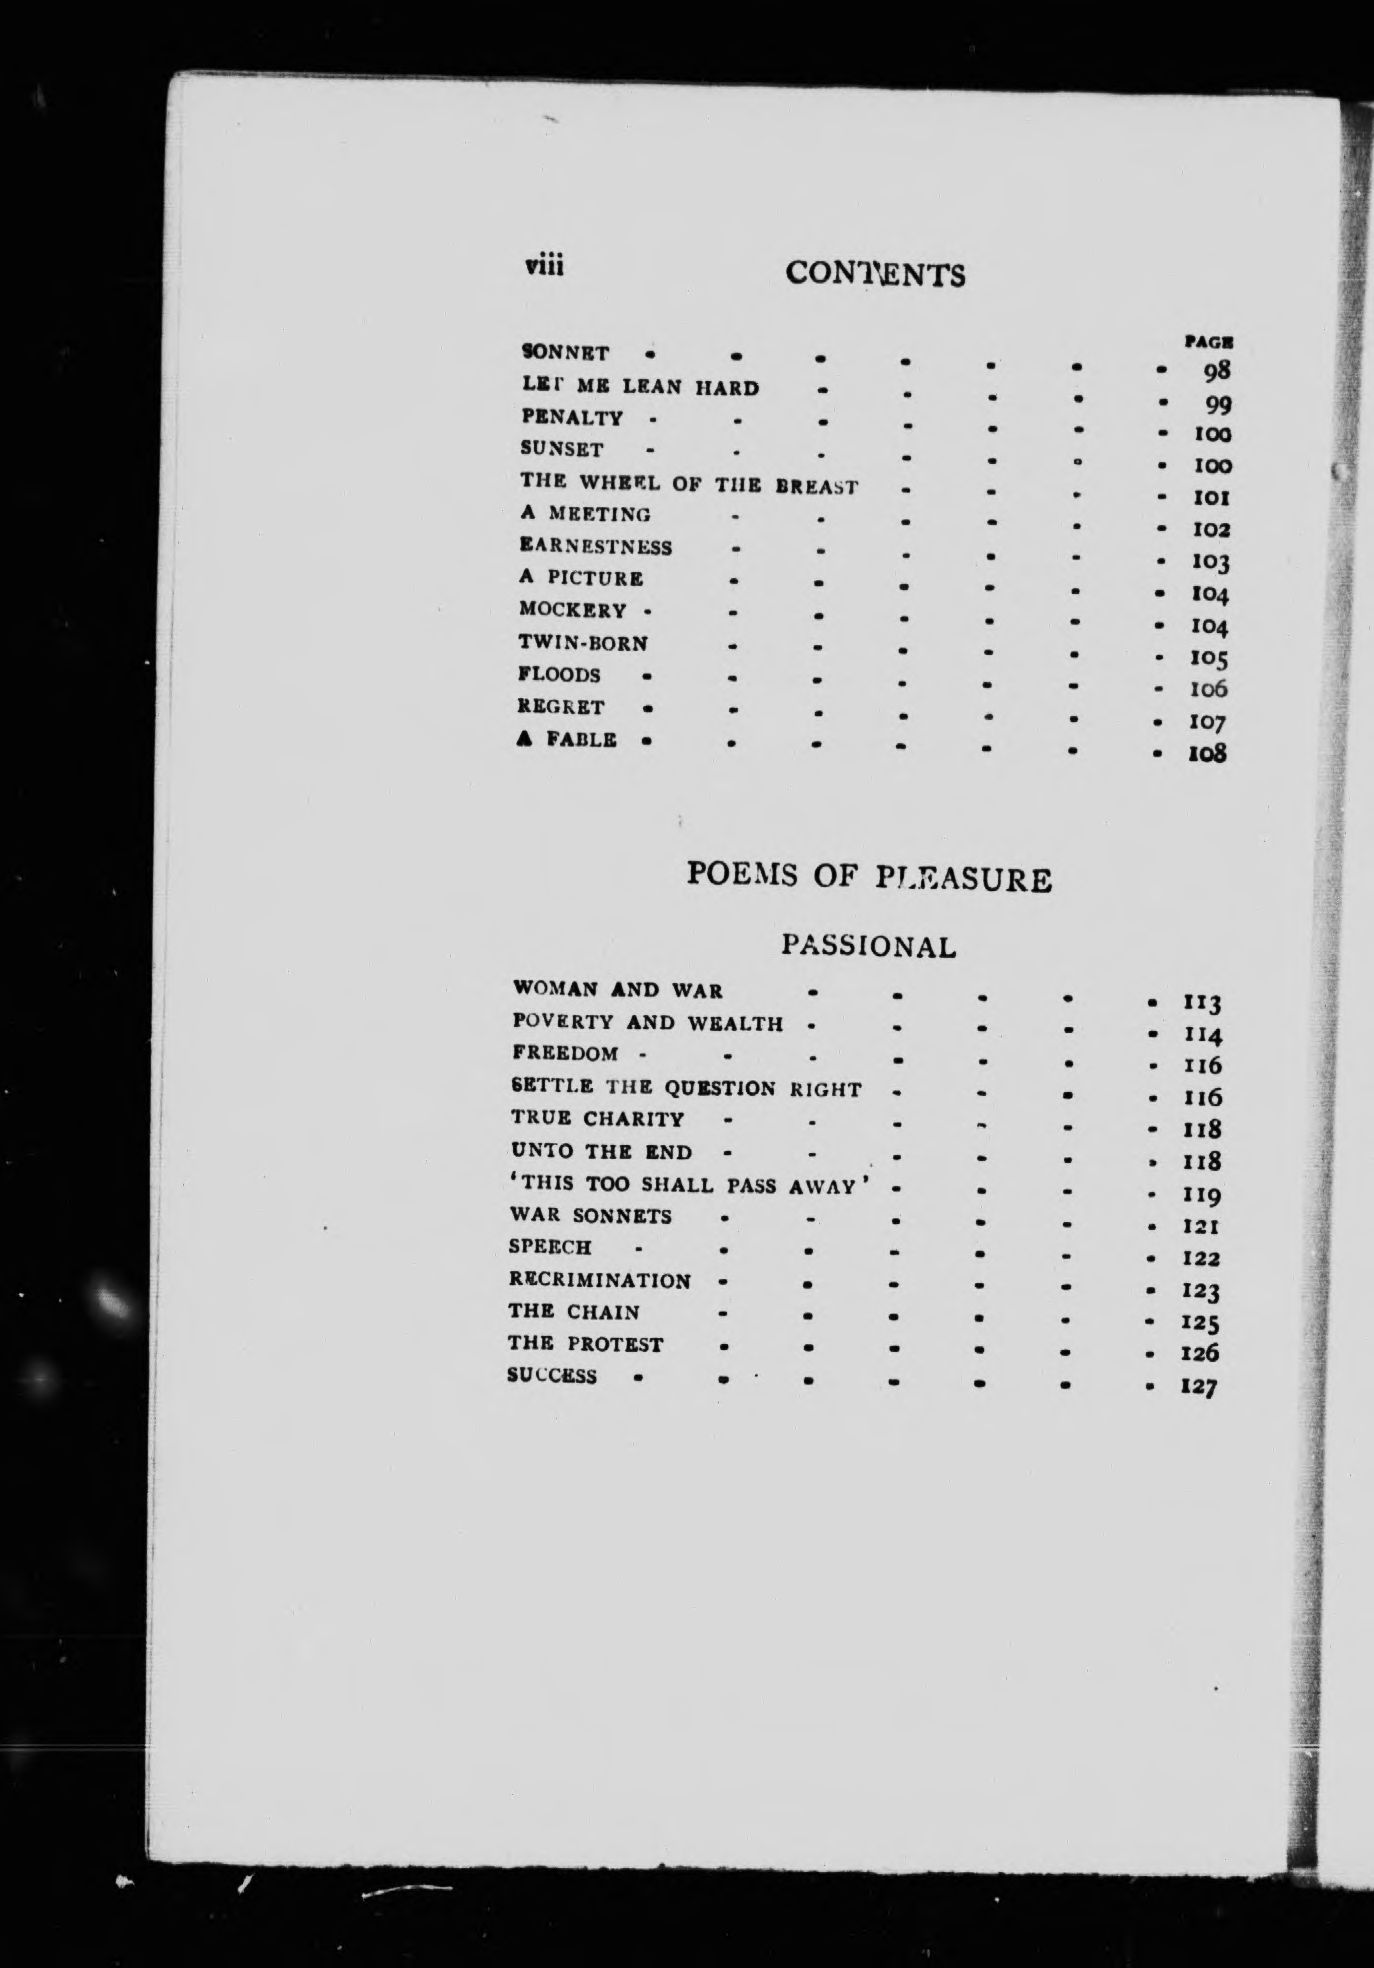 viii CONTENTS
PAGE
SONNET - - - - - - - 98
LET ME LEAN HARD - - - - - 99
PENALTY - - - - - - - 100
SUNSET - - - - - - - 100
THE WHEEL OF THE BREAST - - - - 101
A MEETING - - - - - - 102
EARNESTNESS - - - - - - 103
A PICTURE - - - - - - 104
MOCKERY - - - - - - - 104
TWIN-BORN - - - - - - 105
FLOODS - - - - - - - 106
REGRET - - - - - - - 107
A FABLE - - - - - - - 108
POEMS OF PLEASURE
PASSIONAL
WOMAN AND WAR - - - - - 113
POVERTY AND WEALTH - - - - - 114
FREEDOM - - - - - - - 116
SETTLE THE QUESTION RIGHT - - - - 116
TRUE CHARITY - - - - - - 118
UNTO THE END - - - - - - 118
'THIS TOO SHALL PASS AWAY' - - - - 119
WAR SONNETS - - - - - - 121
SPEECH - - - - - - - 122
RECRIMINATION - - - - - - 123
THE CHAIN - - - - - - 125
THE PROTEST - - - - - - 126
SUCCESS - - - - - - - 127